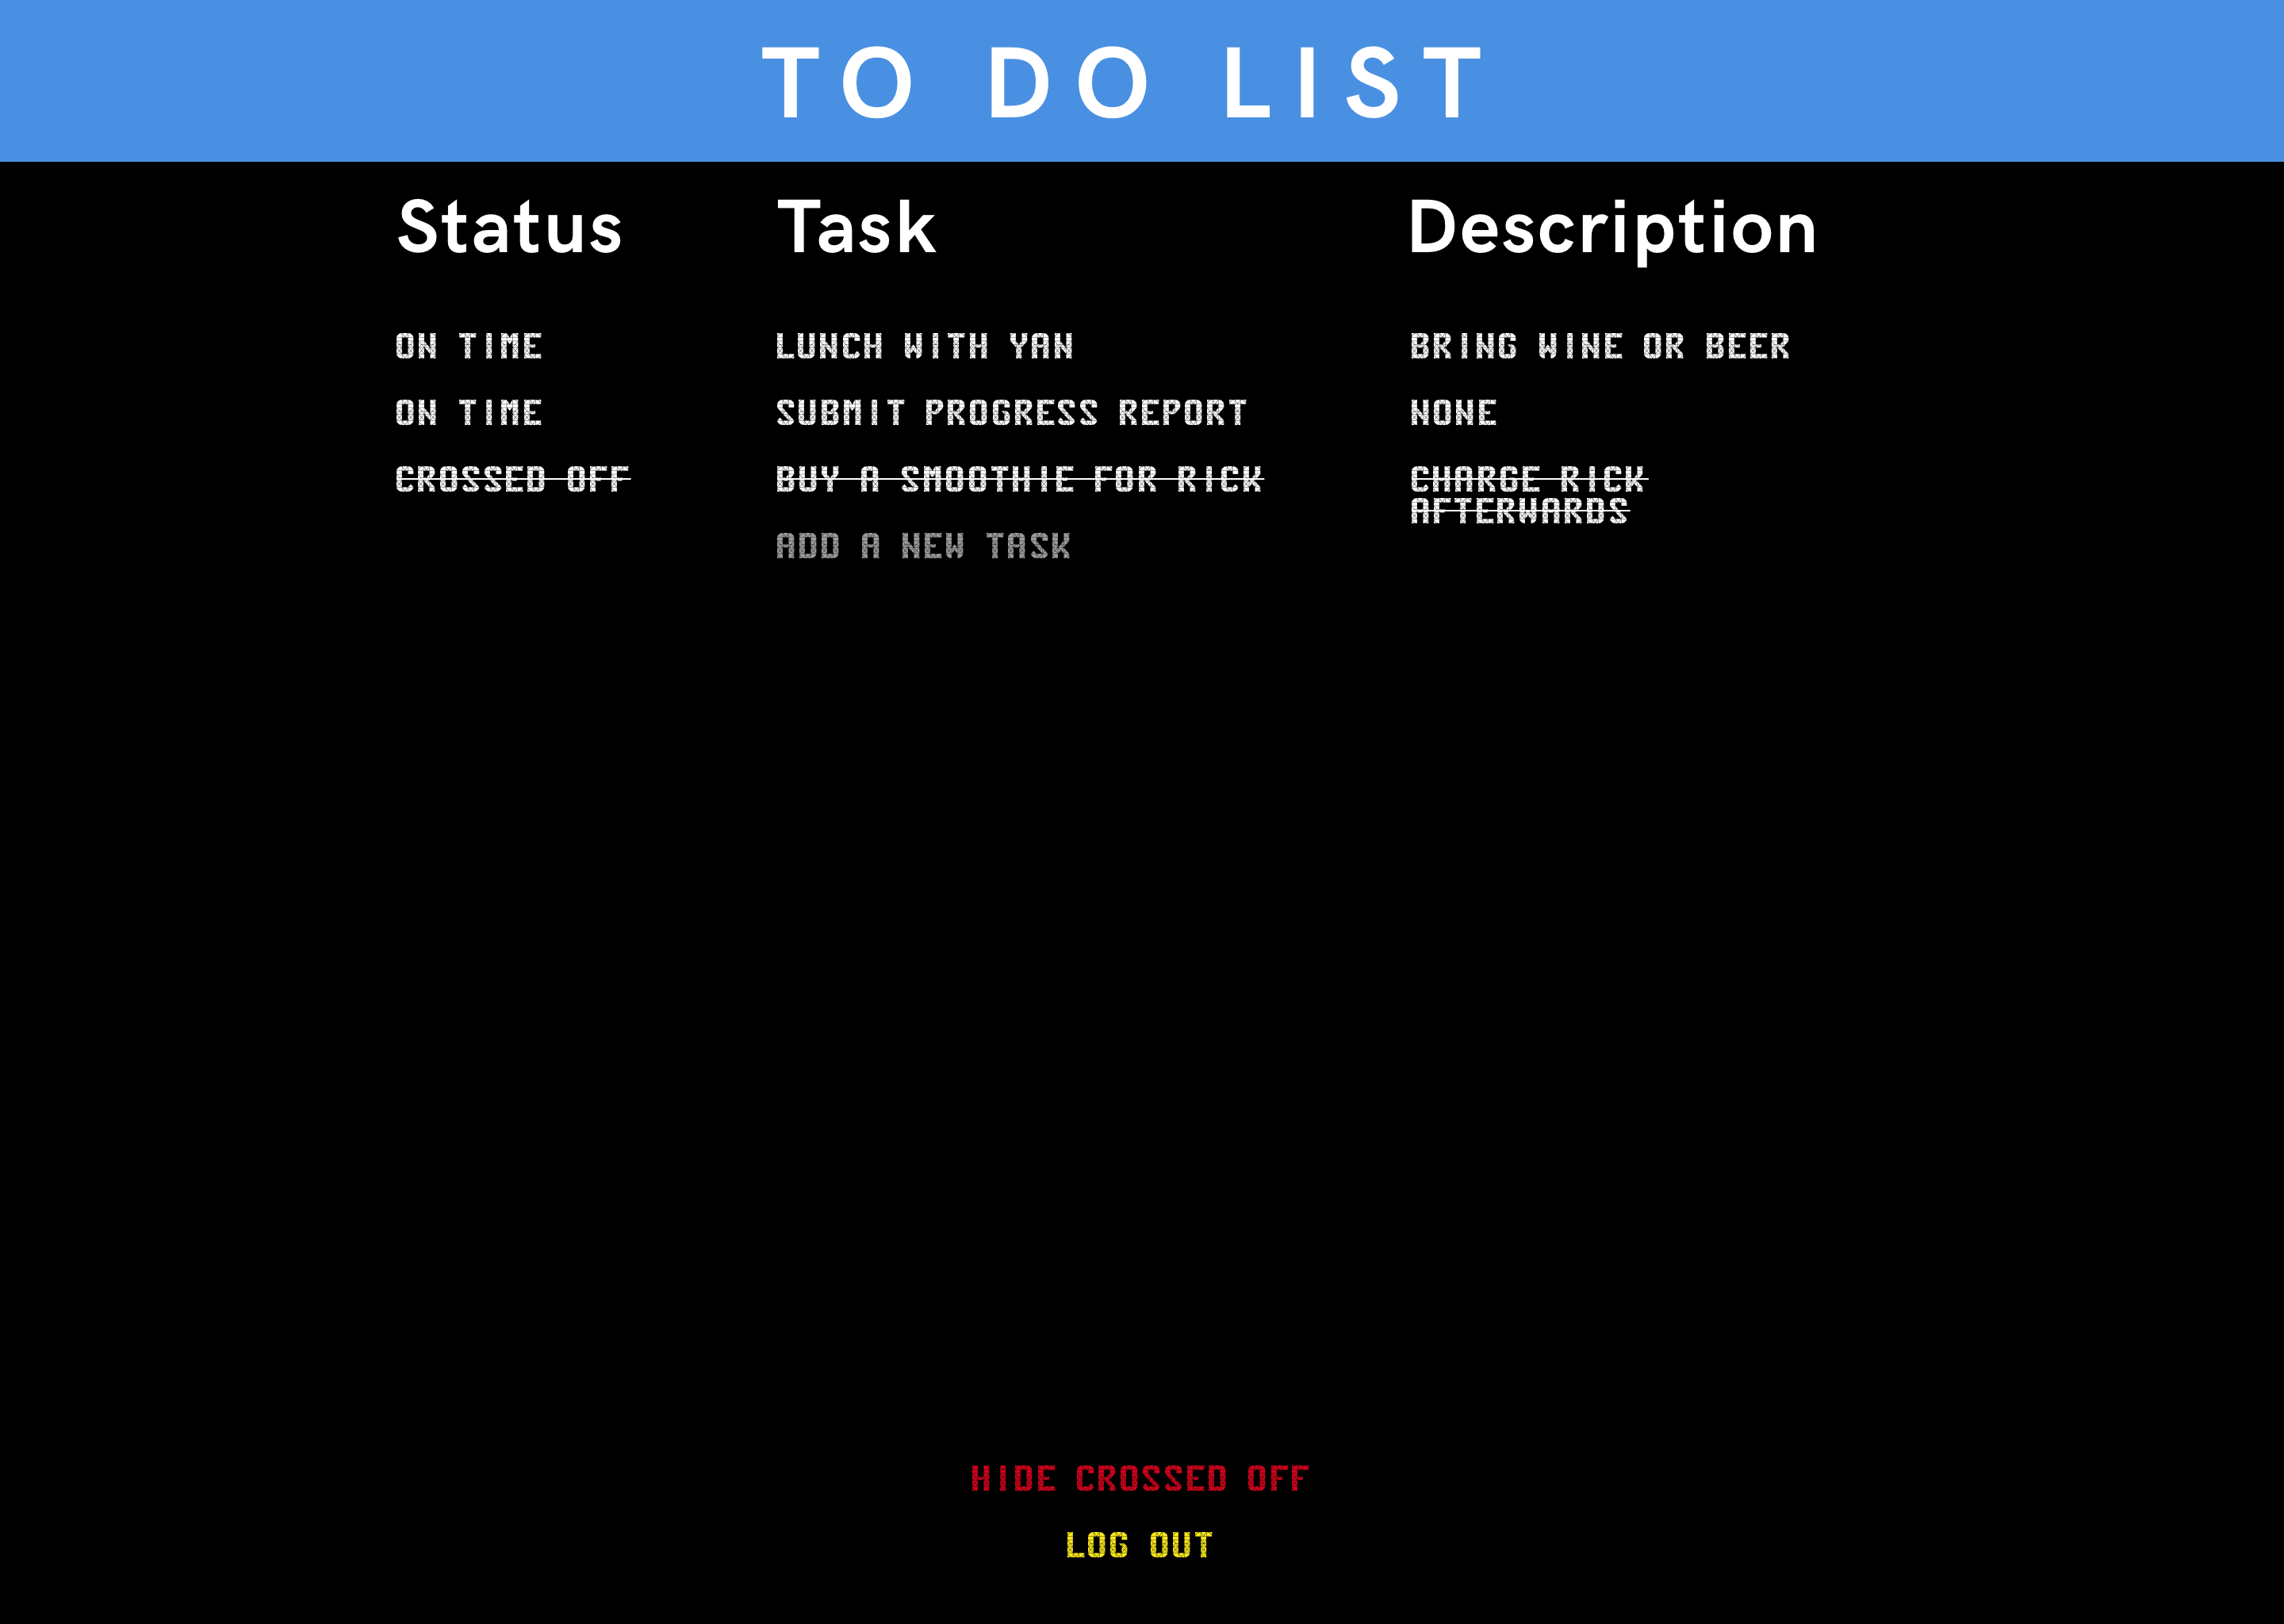 TO DO LIST
Status Task Description
ON TIME LUNCH WITH YAN BRING WINE OR BEER
ON TIME SUBMIT PROGRESS REPORT NONE
CROSSED OFF BUY A SMOOTHIE FOR RICK CHARGE RICK
AFTERWARDS
ADD A NEW TASK
HIDE CROSSED OFF
LOG OUT